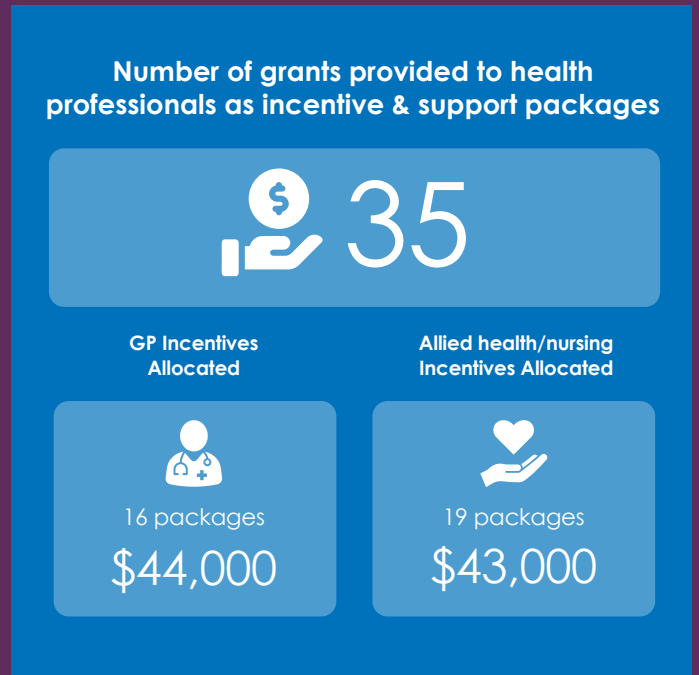 Number of grants provided to health
professionals as incentive & support packages
$ 35
GP Incentives
Allocated
Allied health/nursing
Incentives Allocated
16 packages
$44,000
19 packages
$43,000